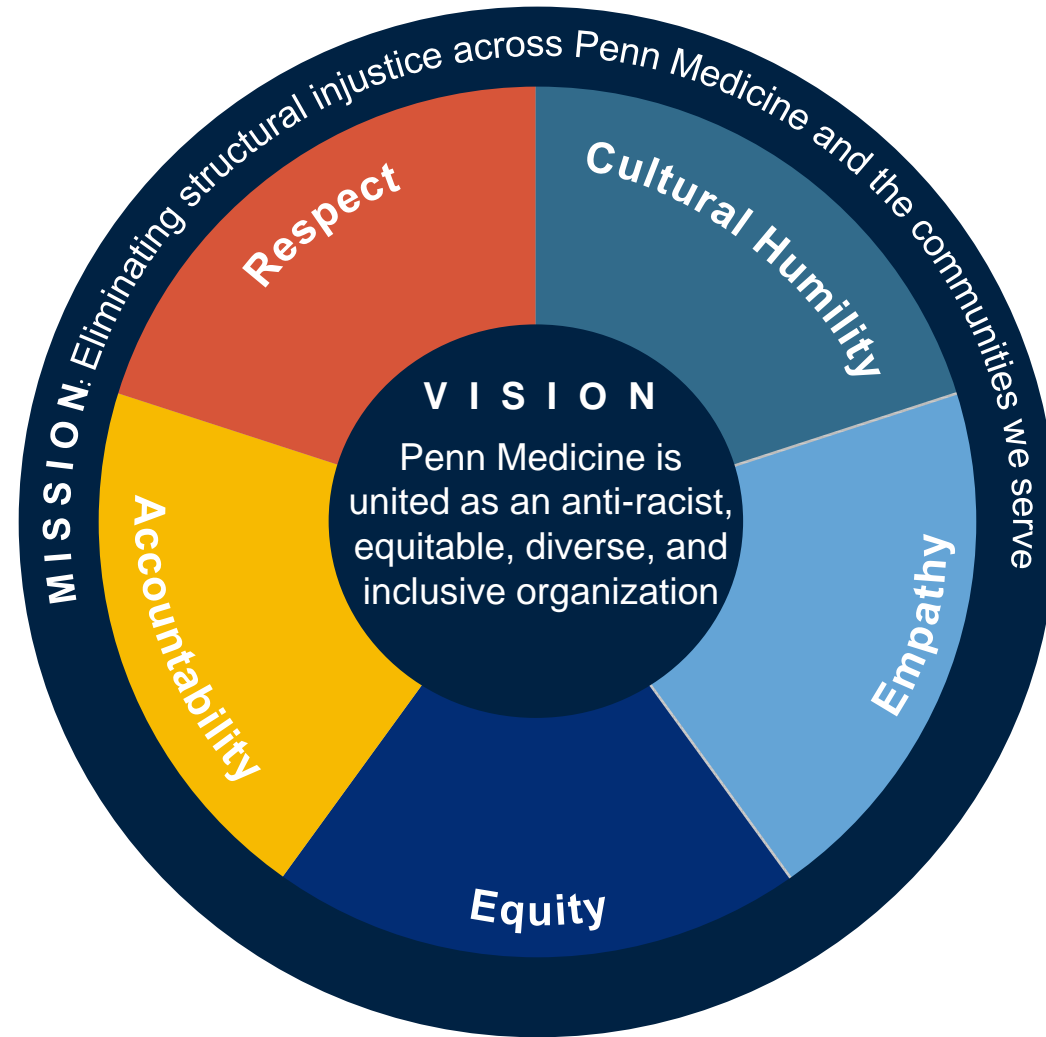 MISSION: Eliminating structural injustice across Penn Medicine and the communities we serve
Respect
Cultural Humility
Empathy
Equity
Accountability
VISION
Penn Medicine is
united as an anti-racist,
equitable, diverse, and
inclusive organization